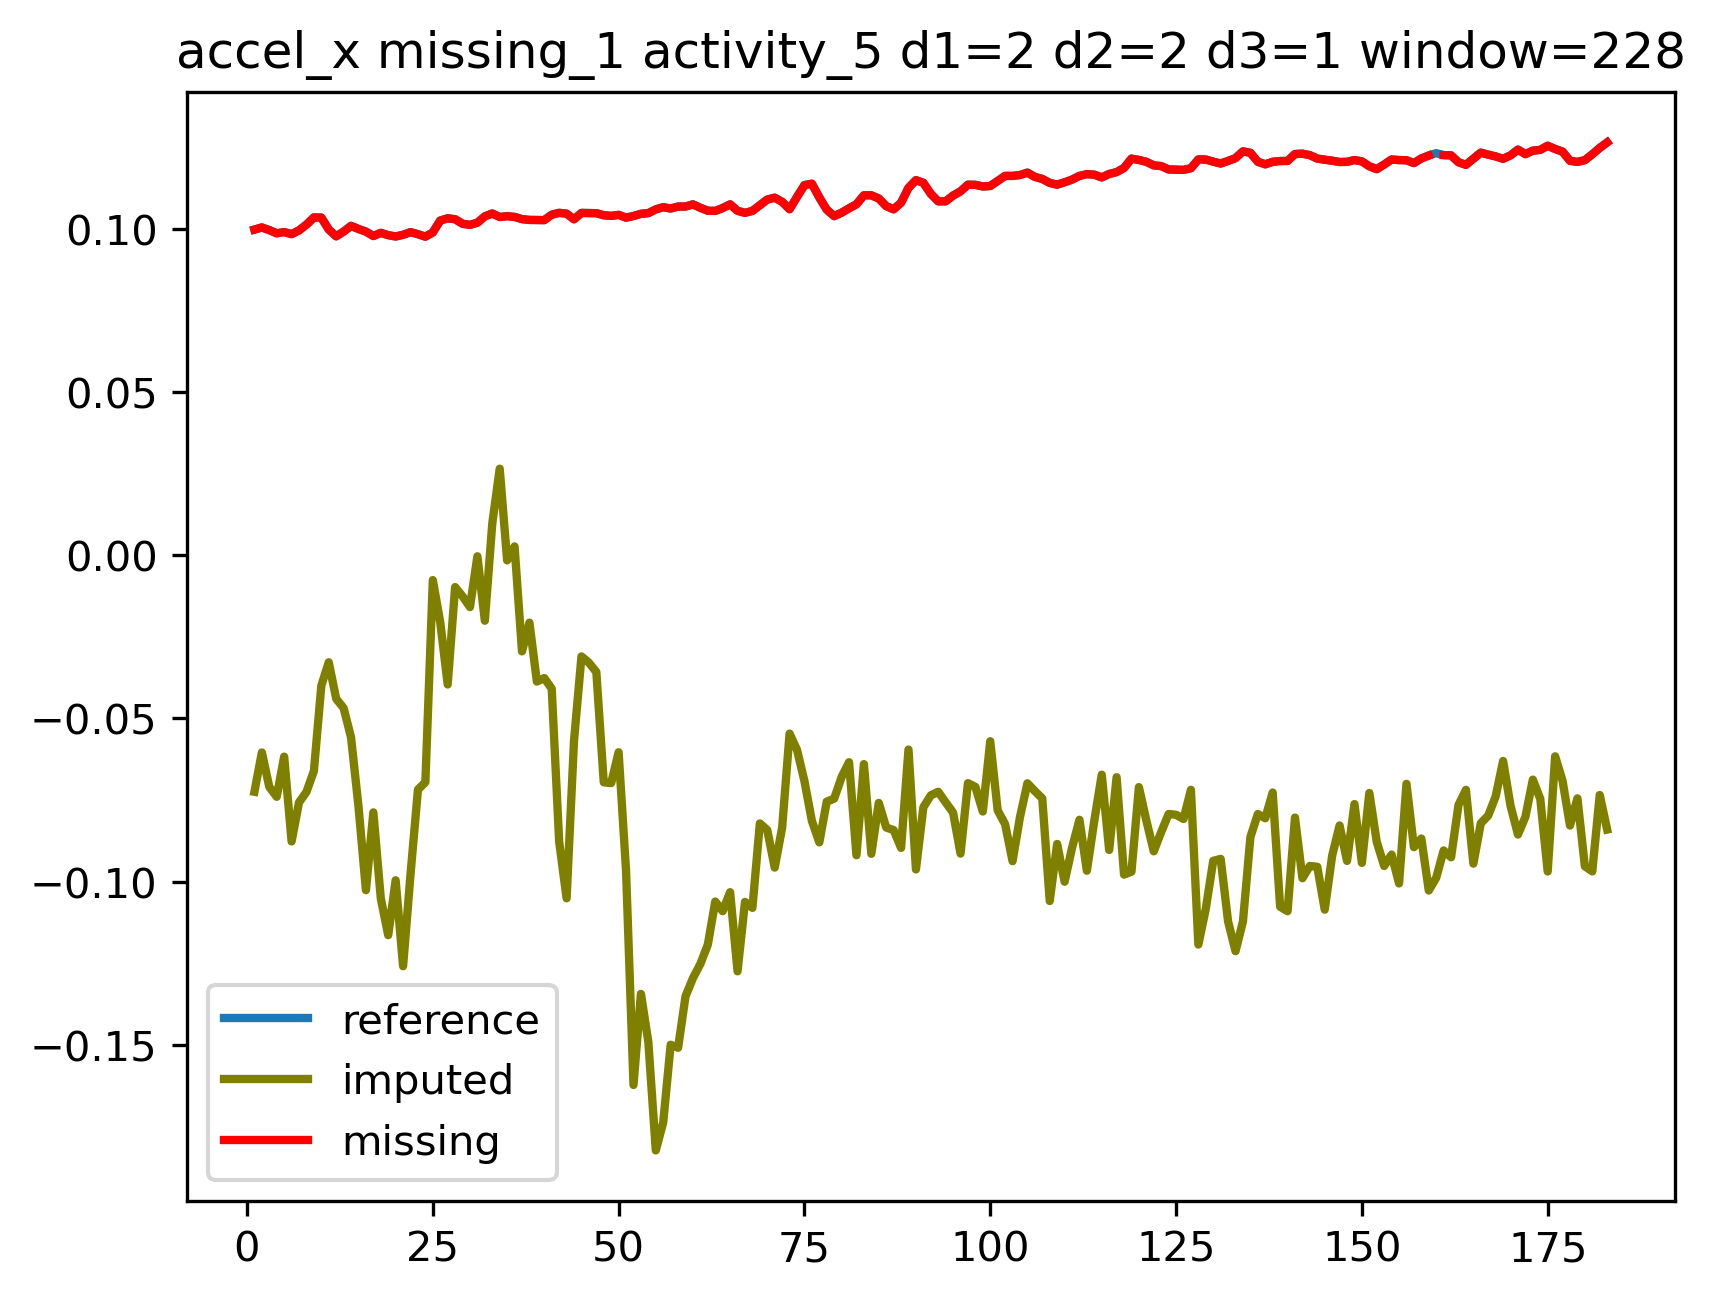 accel_x missing_1 activity_5 d1=2 d2=2 d3=1 window=228
0.10
0.05
0.00
−0.05
−0.10
−0.15
reference
imputed
missing
0 25 50 75 100 125 150 175